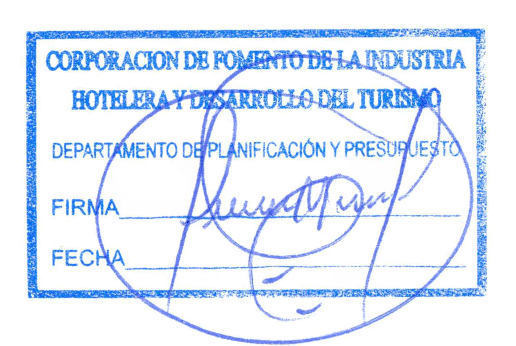 CORPORACION DE FOMENTO DE LA INDUSTRIA
HOTELERA Y DESARROLLO DEL TURISMO
DEPARTAMENTO DE PLANIFICACIÓN Y PRESUPUESTO
FIRMA
FECHA